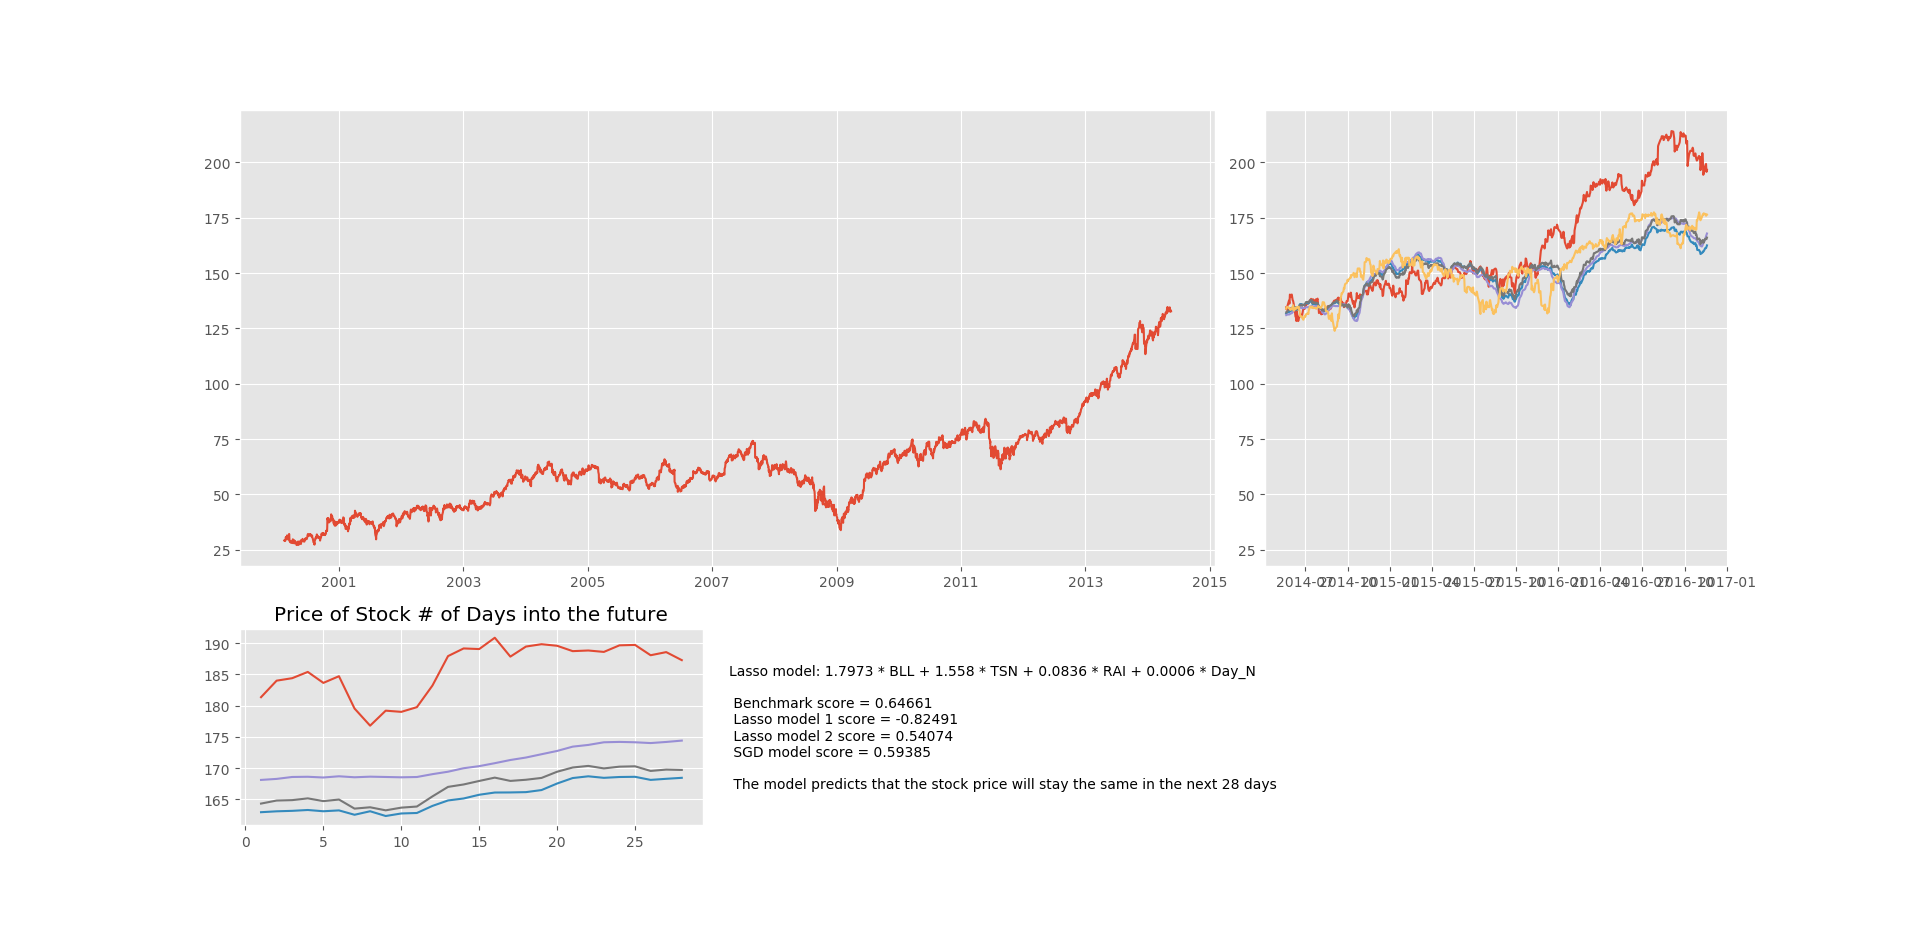 200
175
150
125
100
75
50
25
2001 2003 2005 2007 2009 2011 2013 2015
200
175
150
125
100
75
50
25
2014-07 2014-10 2015-01 2015-04 2015-07 2015-10 2016-01 2016-04 2016-07 2016-10 2017-01
Price of Stock # of Days into the future
190
185
180
175
170
165
0 5 10 15 20 25
Lasso model: 1.7973 * BLL + 1.558 * TSN + 0.0836 * RAI + 0.0006 * Day_N
Benchmark score = 0.64661
Lasso model 1 score = -0.82491
Lasso model 2 score = 0.54074
SGD model score = 0.59385
The model predicts that the stock price will stay the same in the next 28 days